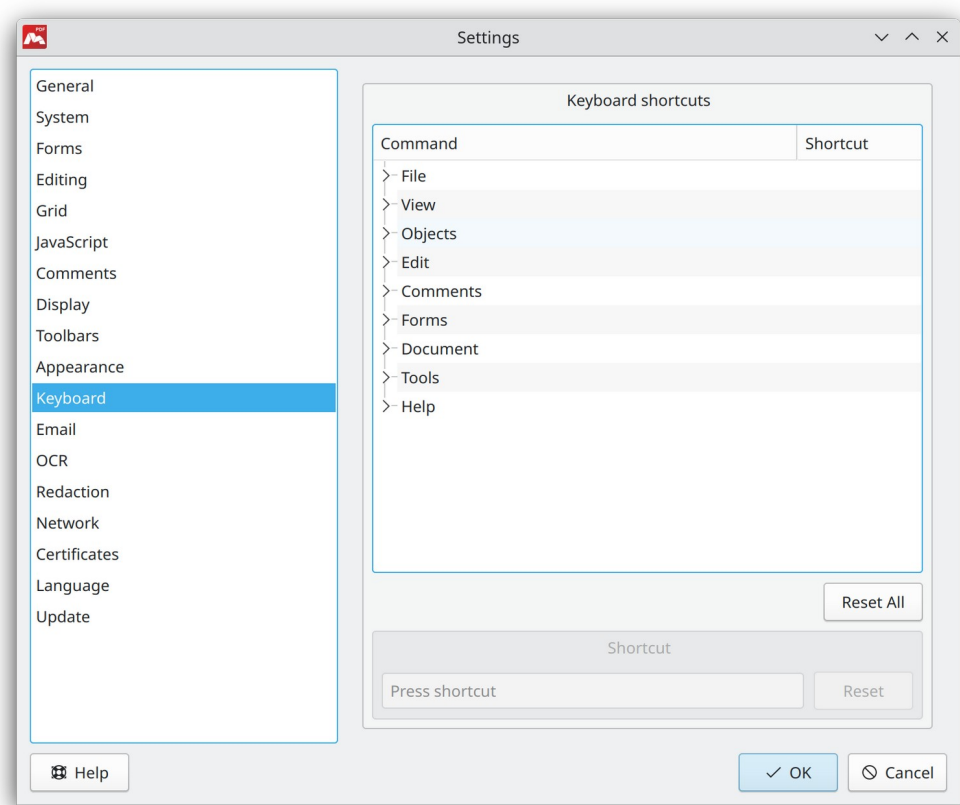 PDF
Settings
General
System
Forms
Editing
Grid
JavaScript
Comments
Display
Toolbars
Appearance
Keyboard
Email
OCR
Redaction
Network
Certificates
Language
Update
Keyboard shortcuts
Command Shortcut
File
View
Objects
Edit
Comments
Forms
Document
Tools
Help
Reset All
Shortcut
Press shortcut Reset
Help OK Cancel